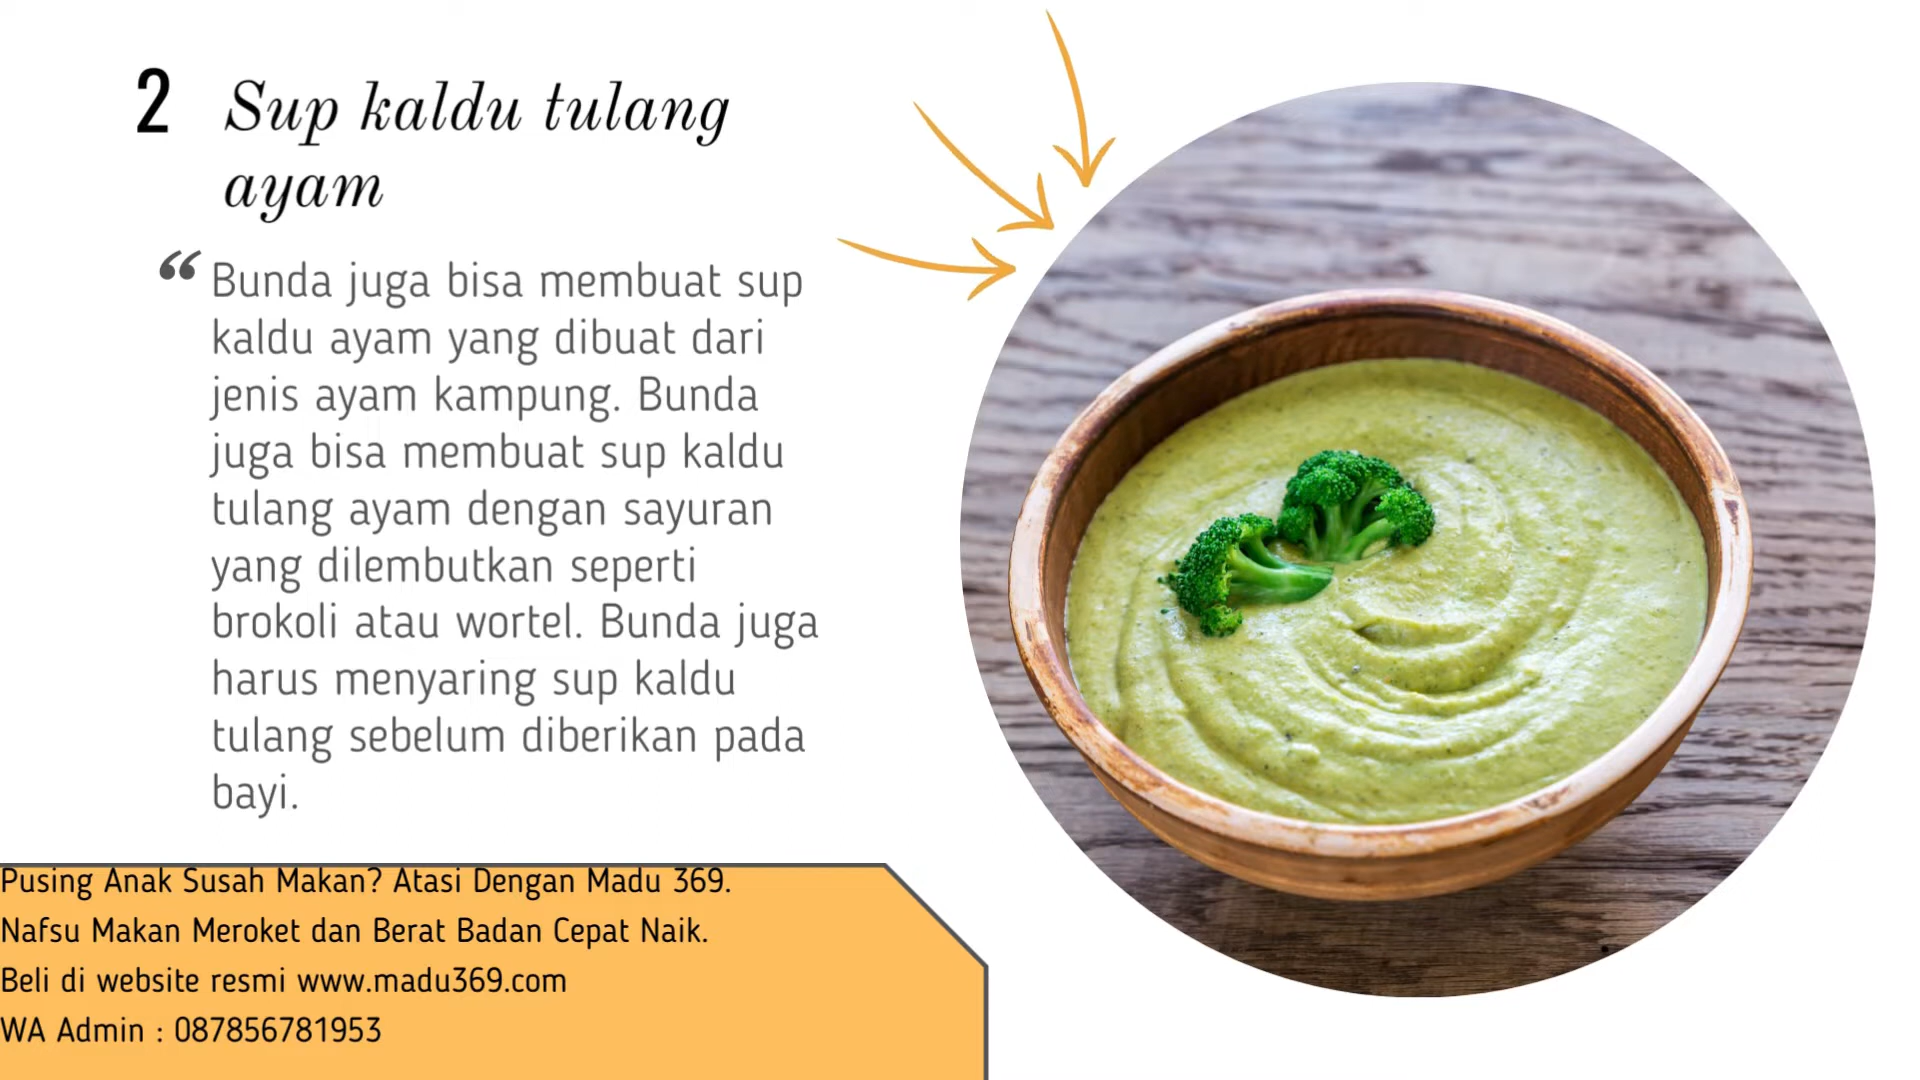 2 Sup kaldu tulang
ayam
“ Bunda juga bisa membuat sup
kaldu ayam yang dibuat dari
jenis ayam kampung. Bunda
juga bisa membuat sup kaldu
tulang ayam dengan sayuran
yang dilembutkan seperti
brokoli atau wortel. Bunda juga
harus menyaring sup kaldu
tulang sebelum diberikan pada
bayi.
Pusing Anak Susah Makan? Atasi Dengan Madu 369.
Nafsu Makan Meroket dan Berat Badan Cepat Naik.
Beli di website resmi www.madu369.com
WA Admin : 087856781953